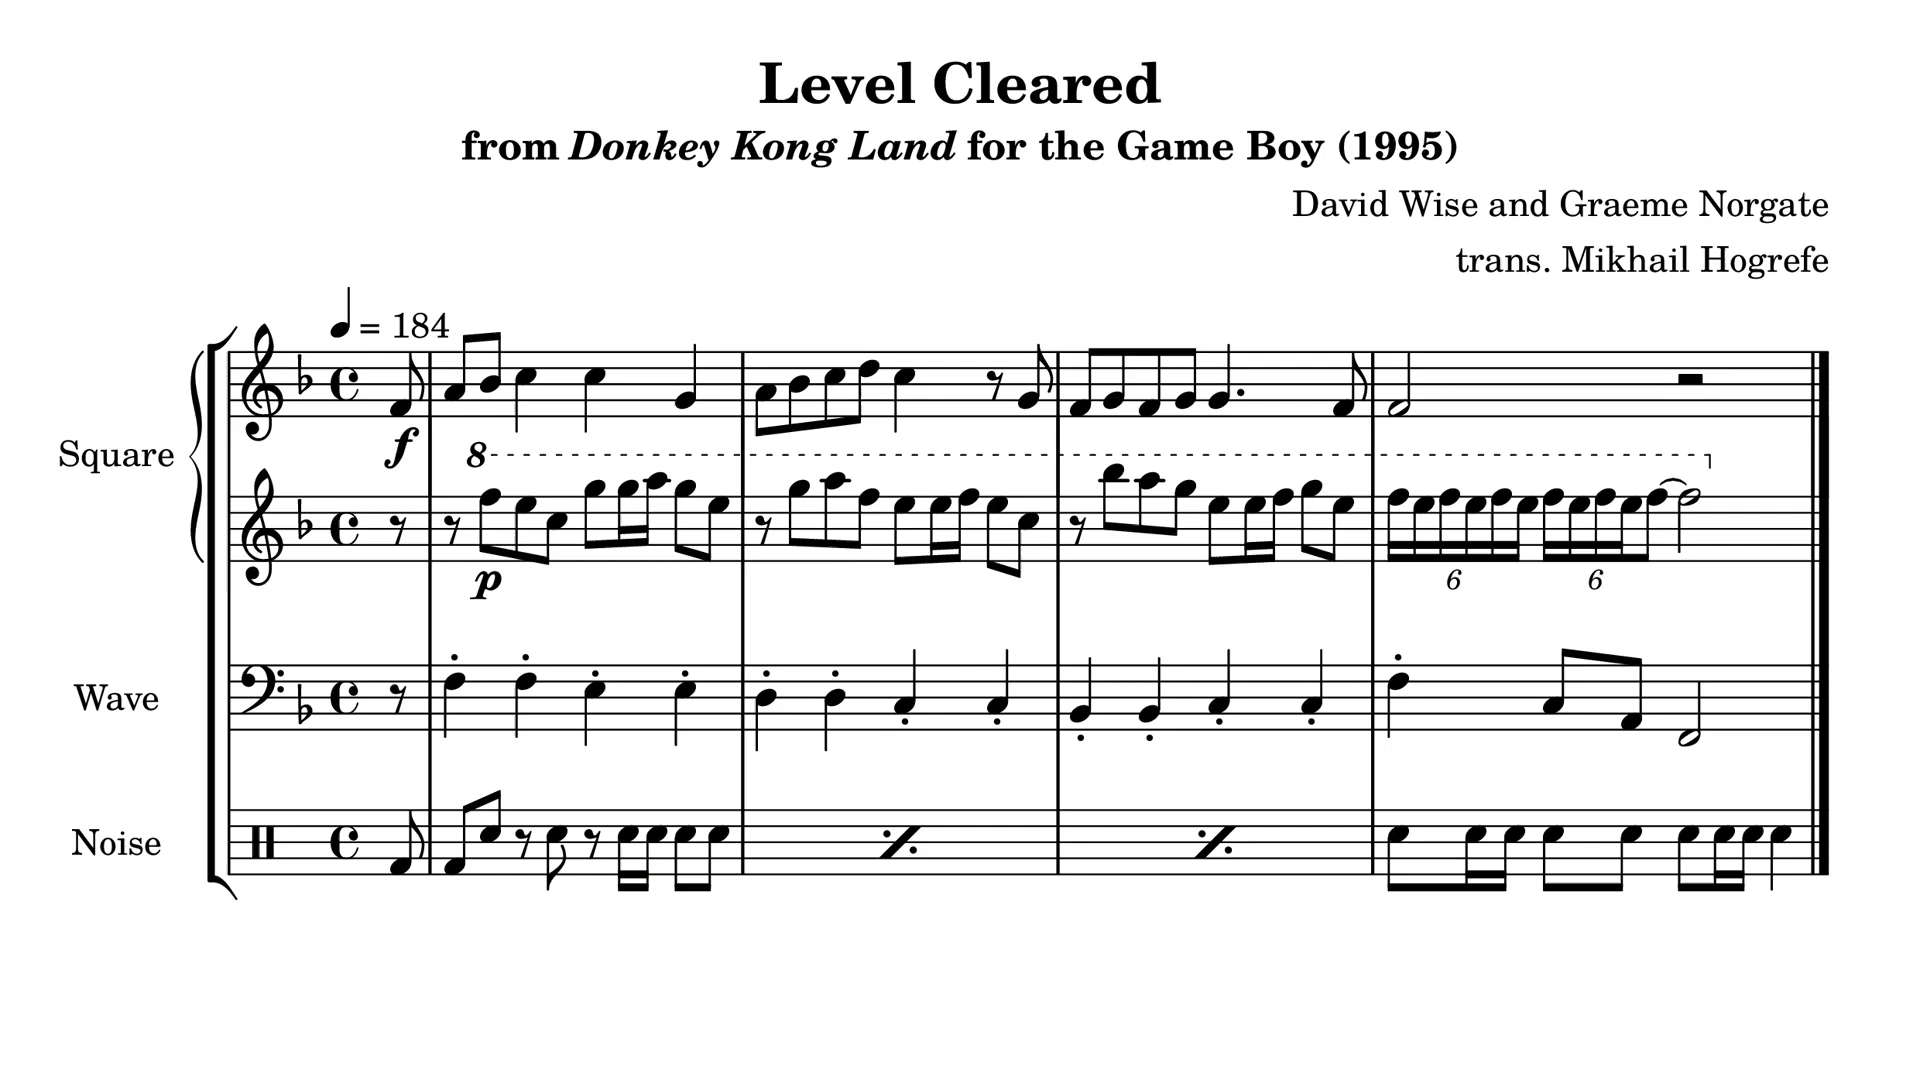 Level Cleared
from Donkey Kong Land for the Game Boy (1995)
David Wise and Graeme Norgate
trans. Mikhail Hogrefe
= 184
Square
f
8
p
6 6
Wave
Noise